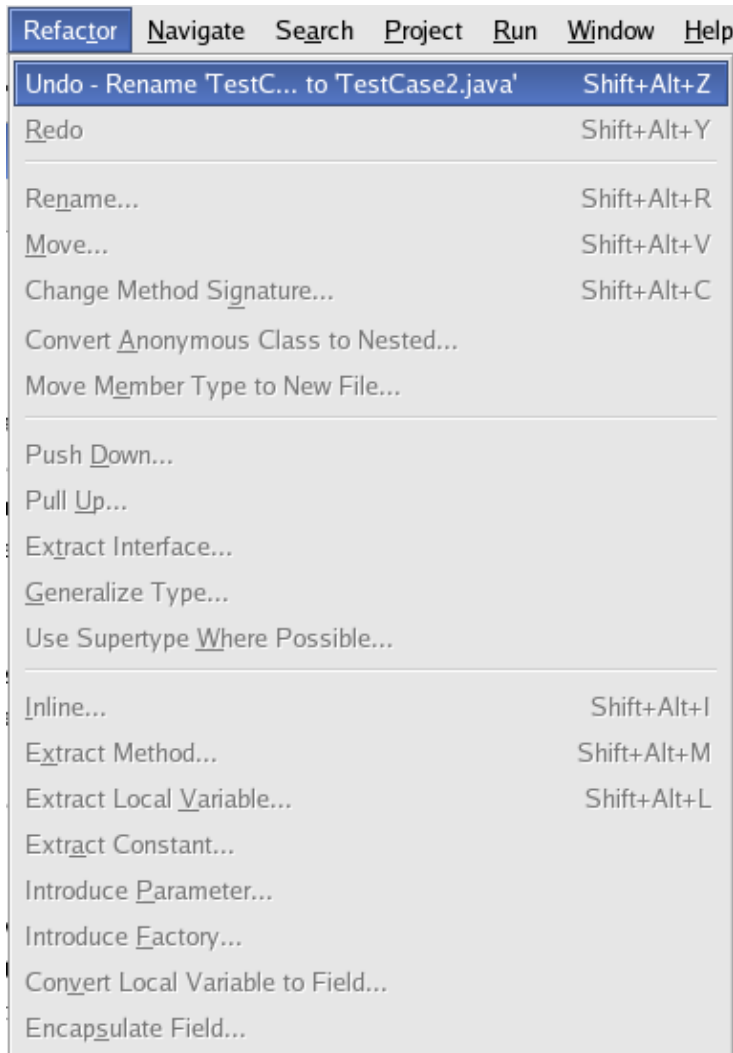 Refactor Navigate Search Project Run Window Help
Undo - Rename 'TestC... to 'TestCase2.java' Shift+Alt+Z
Redo Shift+Alt+Y
Rename... Shift+Alt+R
Move... Shift+Alt+V
Change Method Signature... Shift+Alt+C
Convert Anonymous Class to Nested...
Move Member Type to New File...
Push Down...
Pull Up...
Extract Interface...
Generalize Type...
Use Supertype Where Possible...
Inline... Shift+Alt+I
Extract Method... Shift+Alt+M
Extract Local Variable... Shift+Alt+L
Extract Constant...
Introduce Parameter...
Introduce Factory...
Convert Local Variable to Field...
Encapsulate Field...